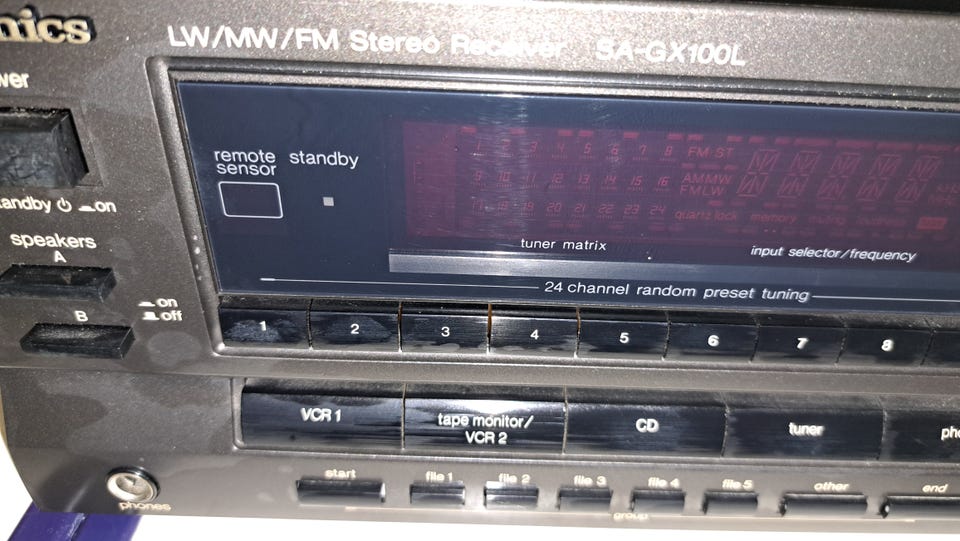 nics
LW/MW/FM Stereo Receiver SA-GX100L
wer
remote
sensor
standby
standby on
speakers
A
B
on
off
1 2 3 4 5 6 7 8 FM ST
9 10 11 12 13 14 15 16 AM MW
FM LW
17 18 19 20 21 22 23 24 quartz lock memory
tuner matrix
input selector/frequency
24 channel random preset tuning
1 2 3 4 5 6 7 8
VCR 1
tape monitor/
VCR 2
CD
tuner
pho
start file 1 file 2 file 3 file 4 file 5 other end
group
phones